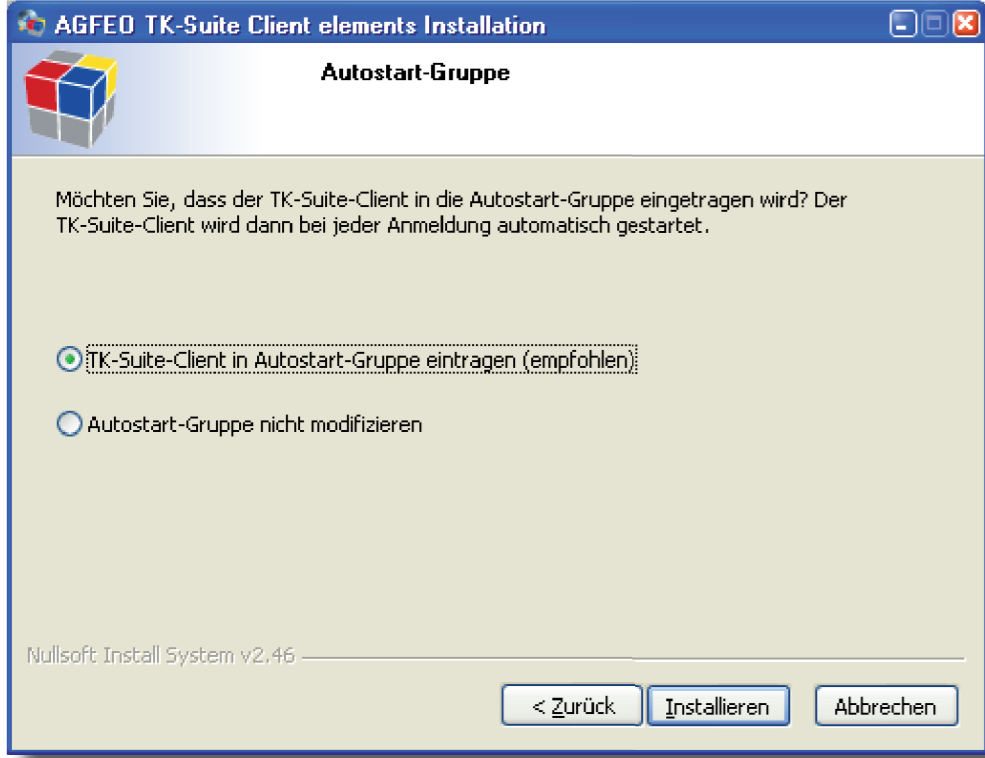 AGFEO TK-Suite Client elements Installation
Autostart-Gruppe
Möchten Sie, dass der TK-Suite-Client in die Autostart-Gruppe eingetragen wird? Der
TK-Suite-Client wird dann bei jeder Anmeldung automatisch gestartet.
TK-Suite-Client in Autostart-Gruppe eintragen (empfohlen)
Autostart-Gruppe nicht modifizieren
Nullsoft Install System v2.46
< Zurück Installieren Abbrechen